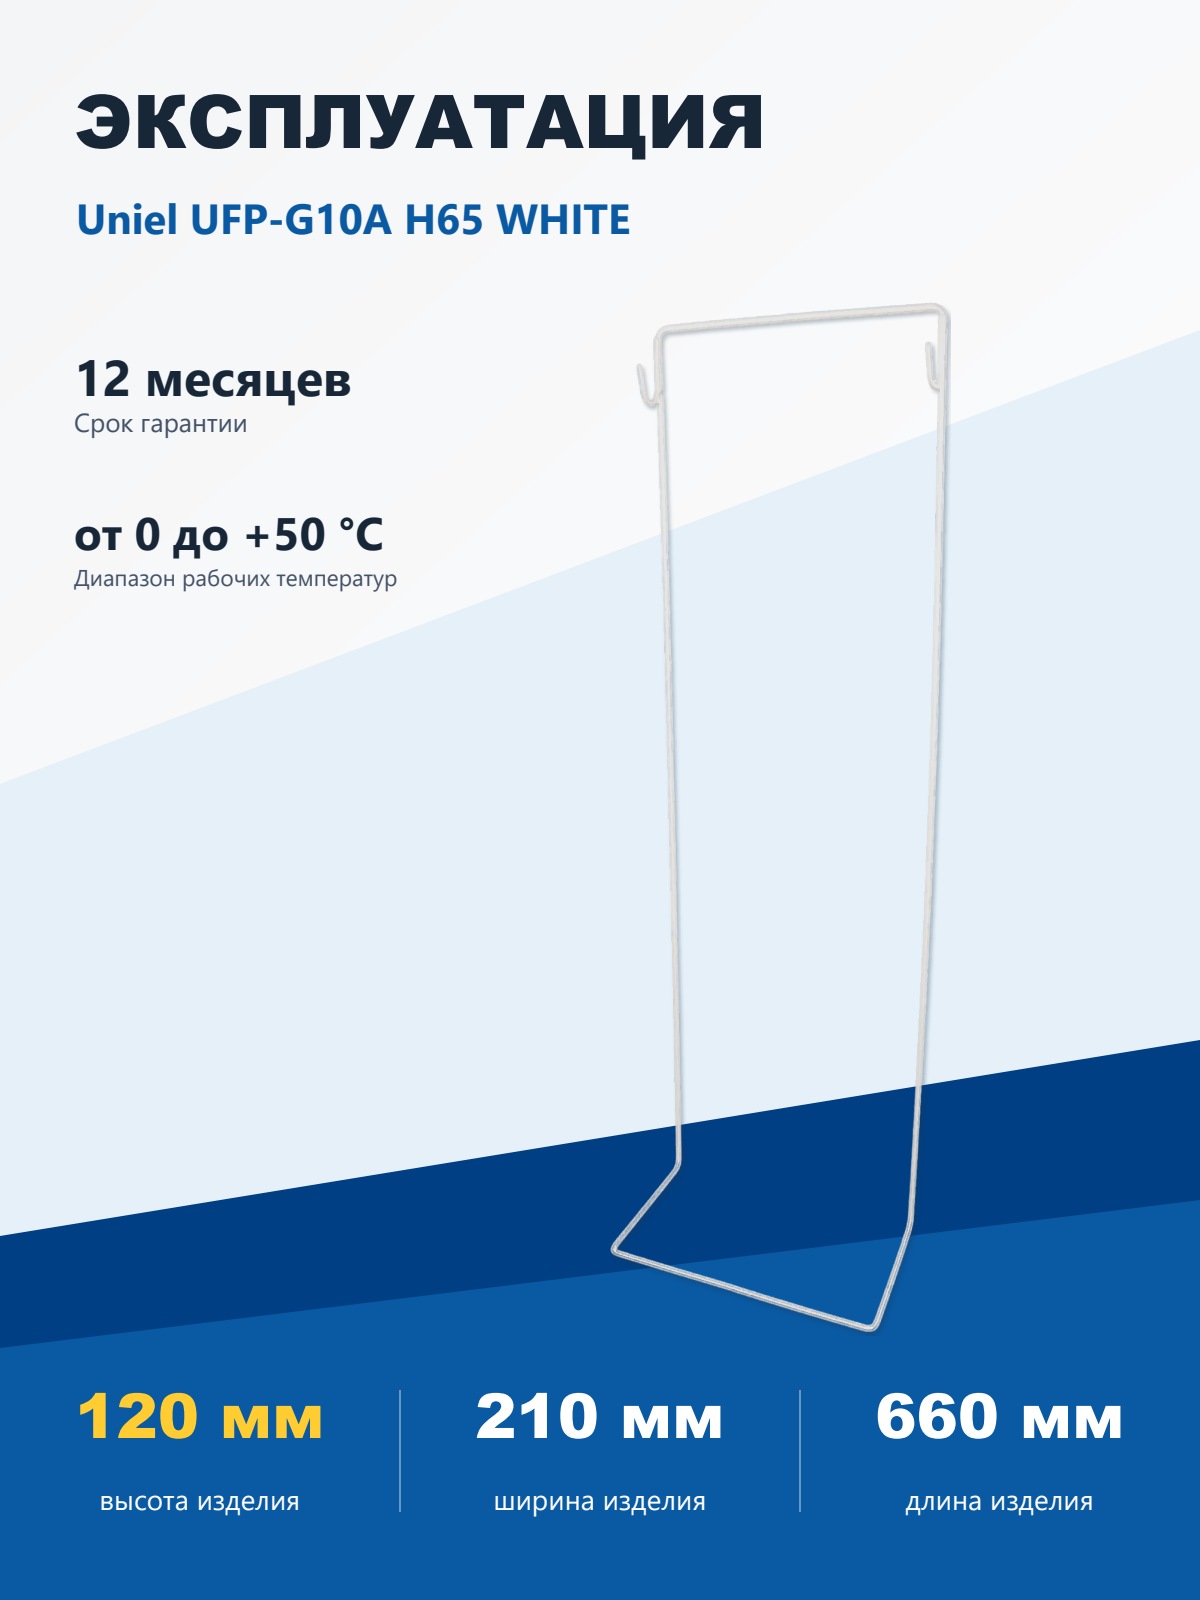 ЭКСПЛУАТАЦИЯ
Uniel UFP-G10A H65 WHITE
12 месяцев
Срок гарантии
от 0 до +50 °C
Диапазон рабочих температур
120 мм
высота изделия
210 мм
ширина изделия
660 мм
длина изделия